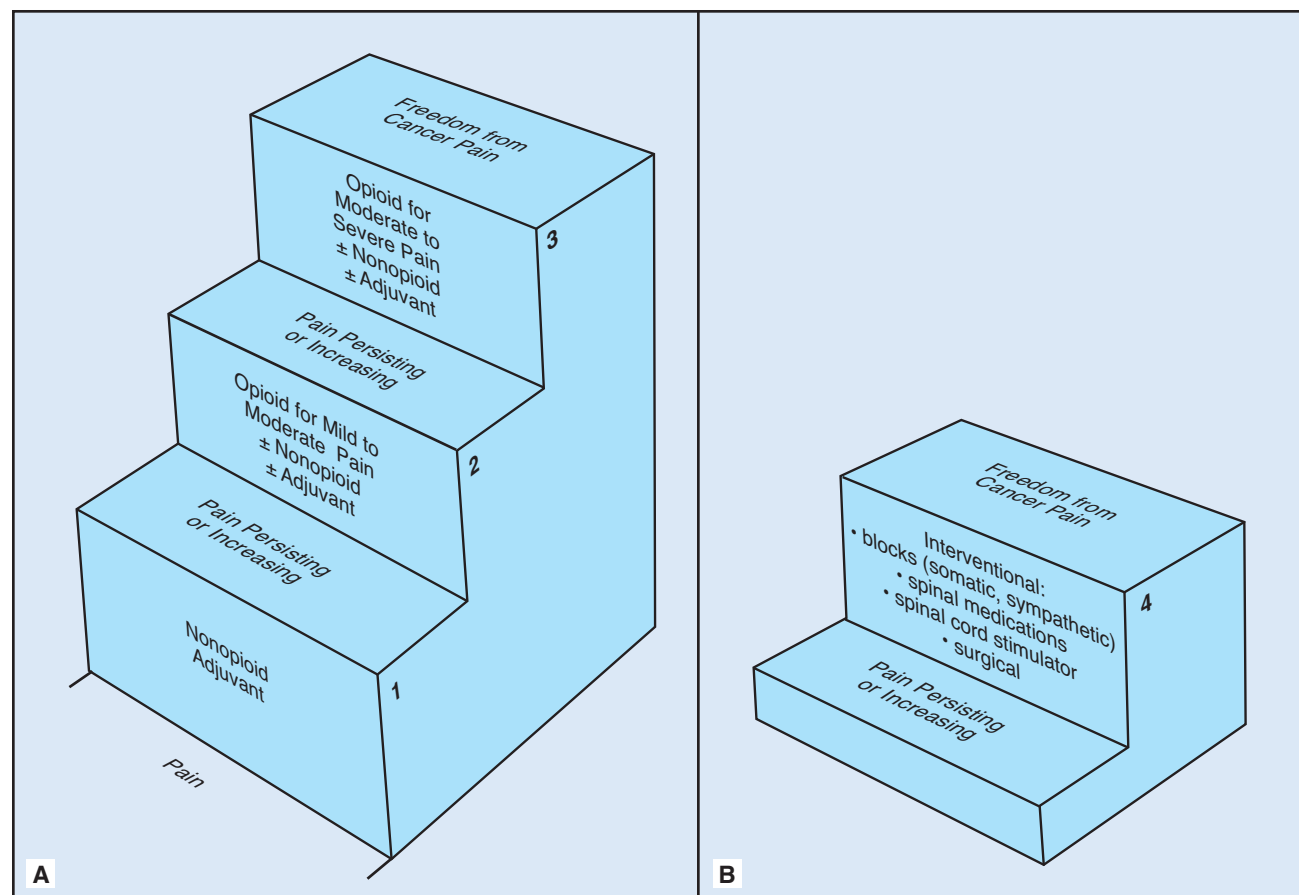 Freedom from
Cancer Pain
Opioid for
Moderate to
Severe Pain
± Nonopioid
± Adjuvant
3
Pain Persisting
or Increasing
Opioid for Mild to
Moderate Pain
± Nonopioid
± Adjuvant
2
Pain Persisting
or Increasing
Nonopioid
Adjuvant
1
Pain
A
Freedom from
Cancer Pain
Interventional:
• blocks (somatic, sympathetic)
• spinal medications
• spinal cord stimulator
• surgical
4
Pain Persisting
or Increasing
B